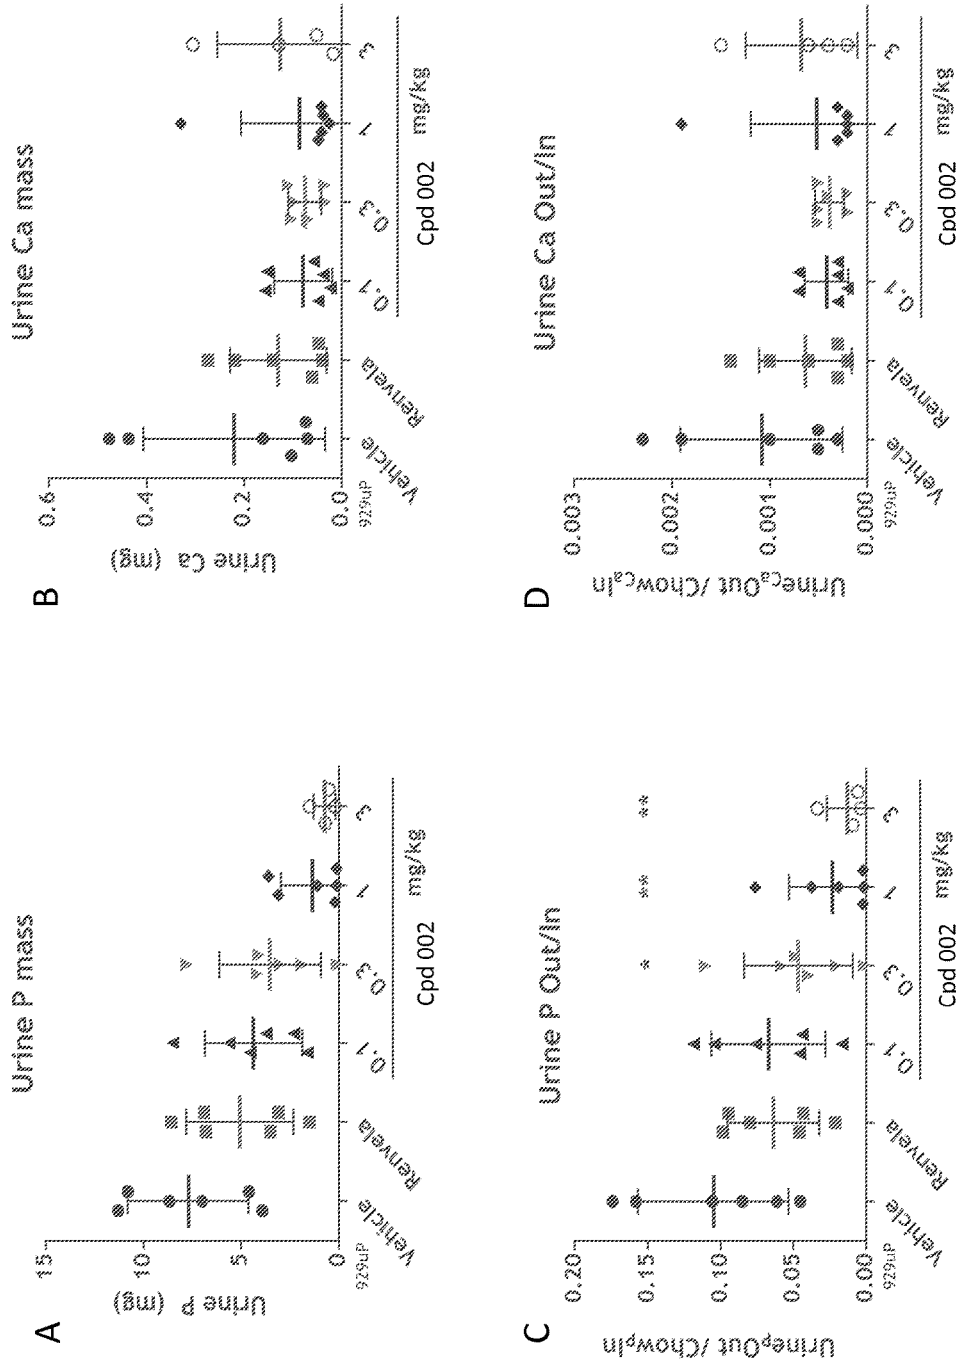 A
Urine P mass
Urine P (mg)
15
10
5
0
929uP
Vehicle
Renvela
0.1
0.3
1
3
Cpd 002
mg/kg
B
Urine Ca mass
Urine Ca (mg)
0.6
0.4
0.2
0.0
929uP
Vehicle
Renvela
0.1
0.3
1
3
Cpd 002
mg/kg
C
Urine P Out/In
UrinePOut /ChowPIn
0.20
0.15
0.10
0.05
0.00
929uP
*
**
**
Vehicle
Renvela
0.1
0.3
1
3
Cpd 002
mg/kg
D
Urine Ca Out/In
UrineCaOut /ChowCaIn
0.003
0.002
0.001
0.000
929uP
Vehicle
Renvela
0.1
0.3
1
3
Cpd 002
mg/kg